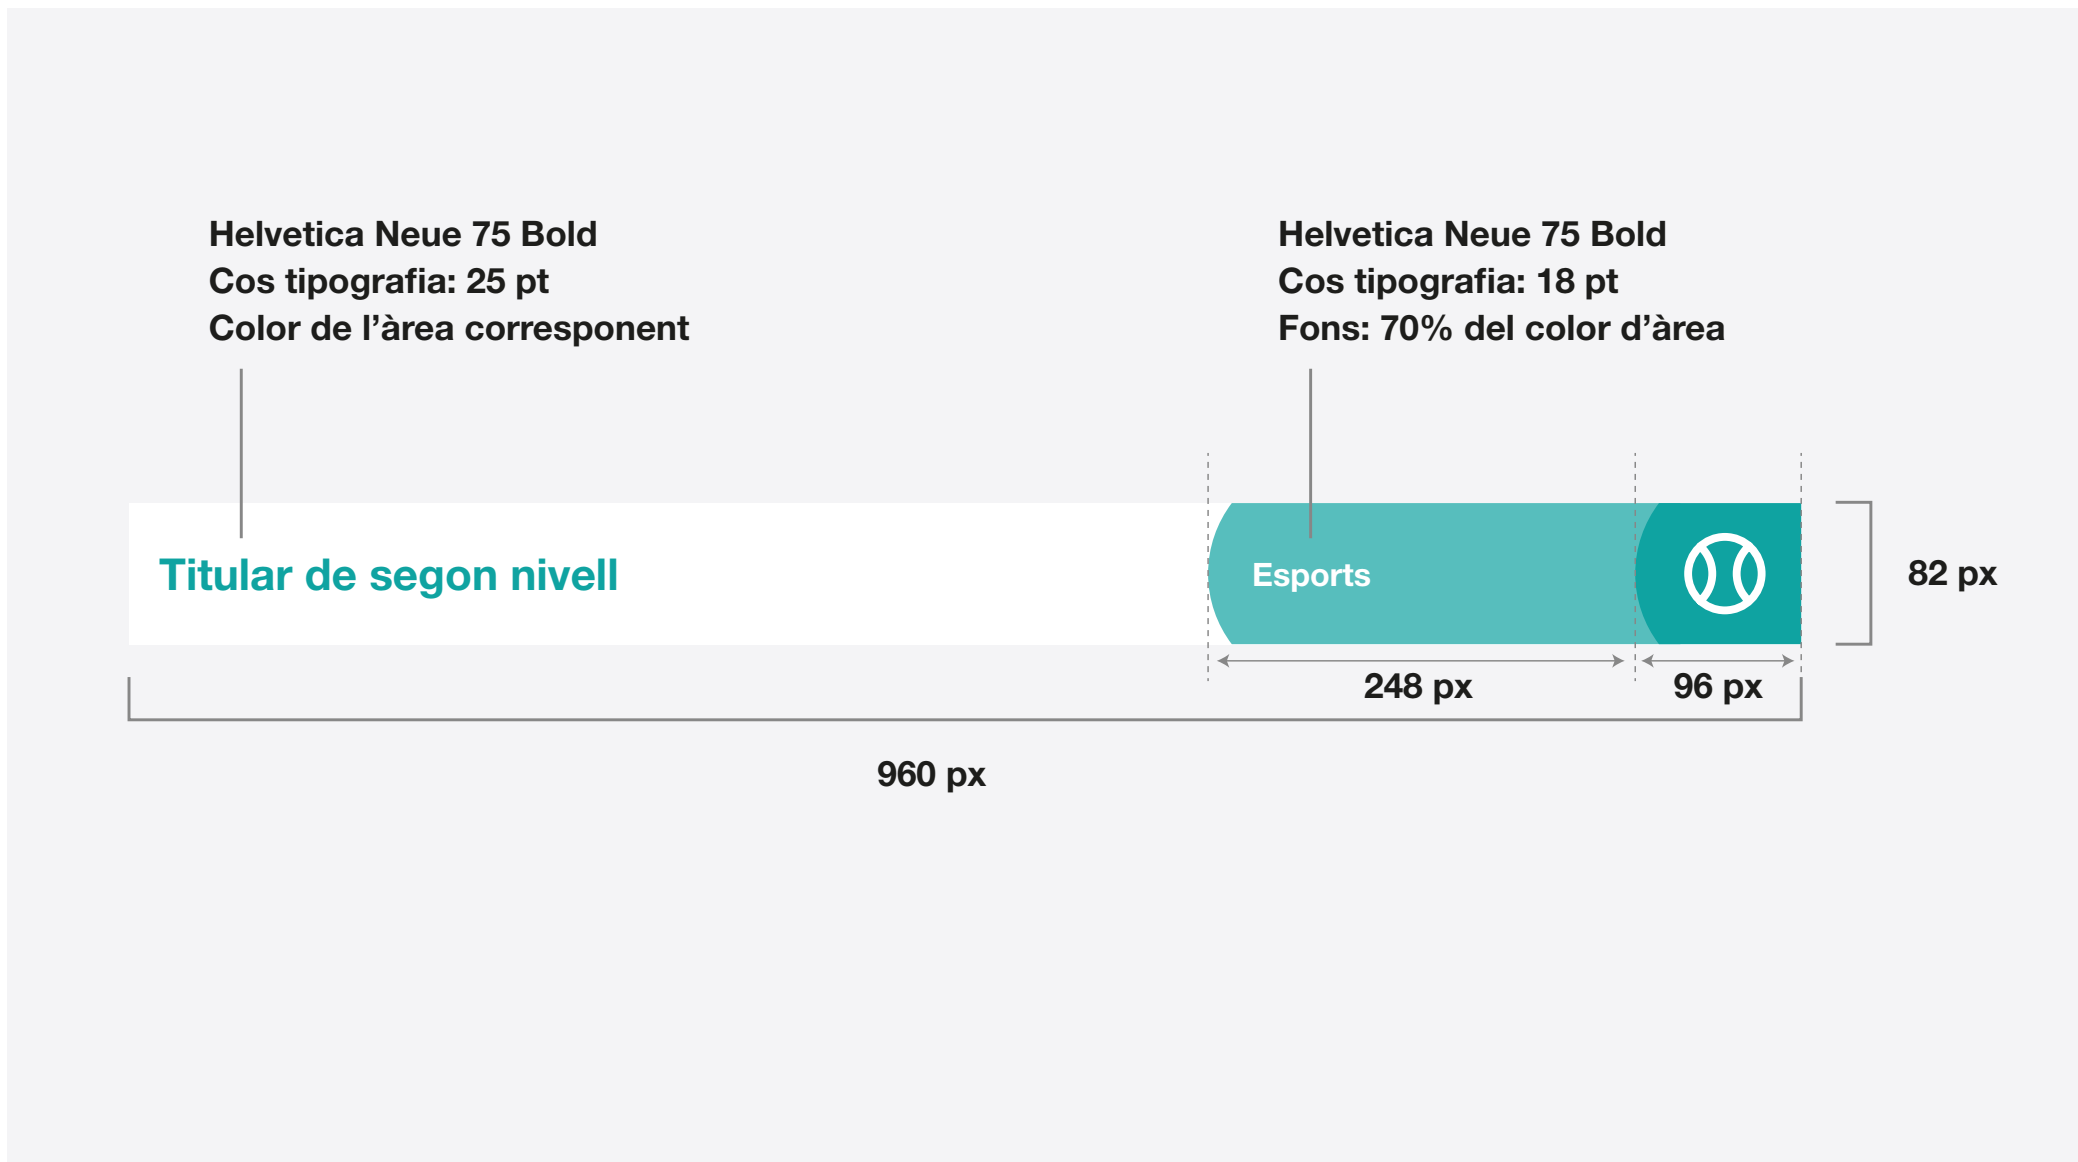 Helvetica Neue 75 Bold
Cos tipografia: 25 pt
Color de l’àrea corresponent
Helvetica Neue 75 Bold
Cos tipografia: 18 pt
Fons: 70% del color d’àrea
Titular de segon nivell
Esports
82 px
248 px
96 px
960 px